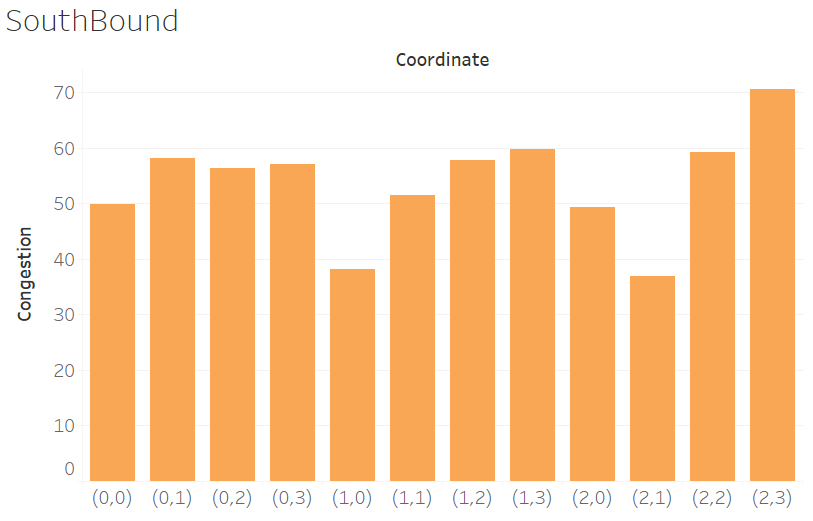 SouthBound
Coordinate
70
60
50
40
30
20
10
0
Congestion
(0,0) (0,1) (0,2) (0,3) (1,0) (1,1) (1,2) (1,3) (2,0) (2,1) (2,2) (2,3)